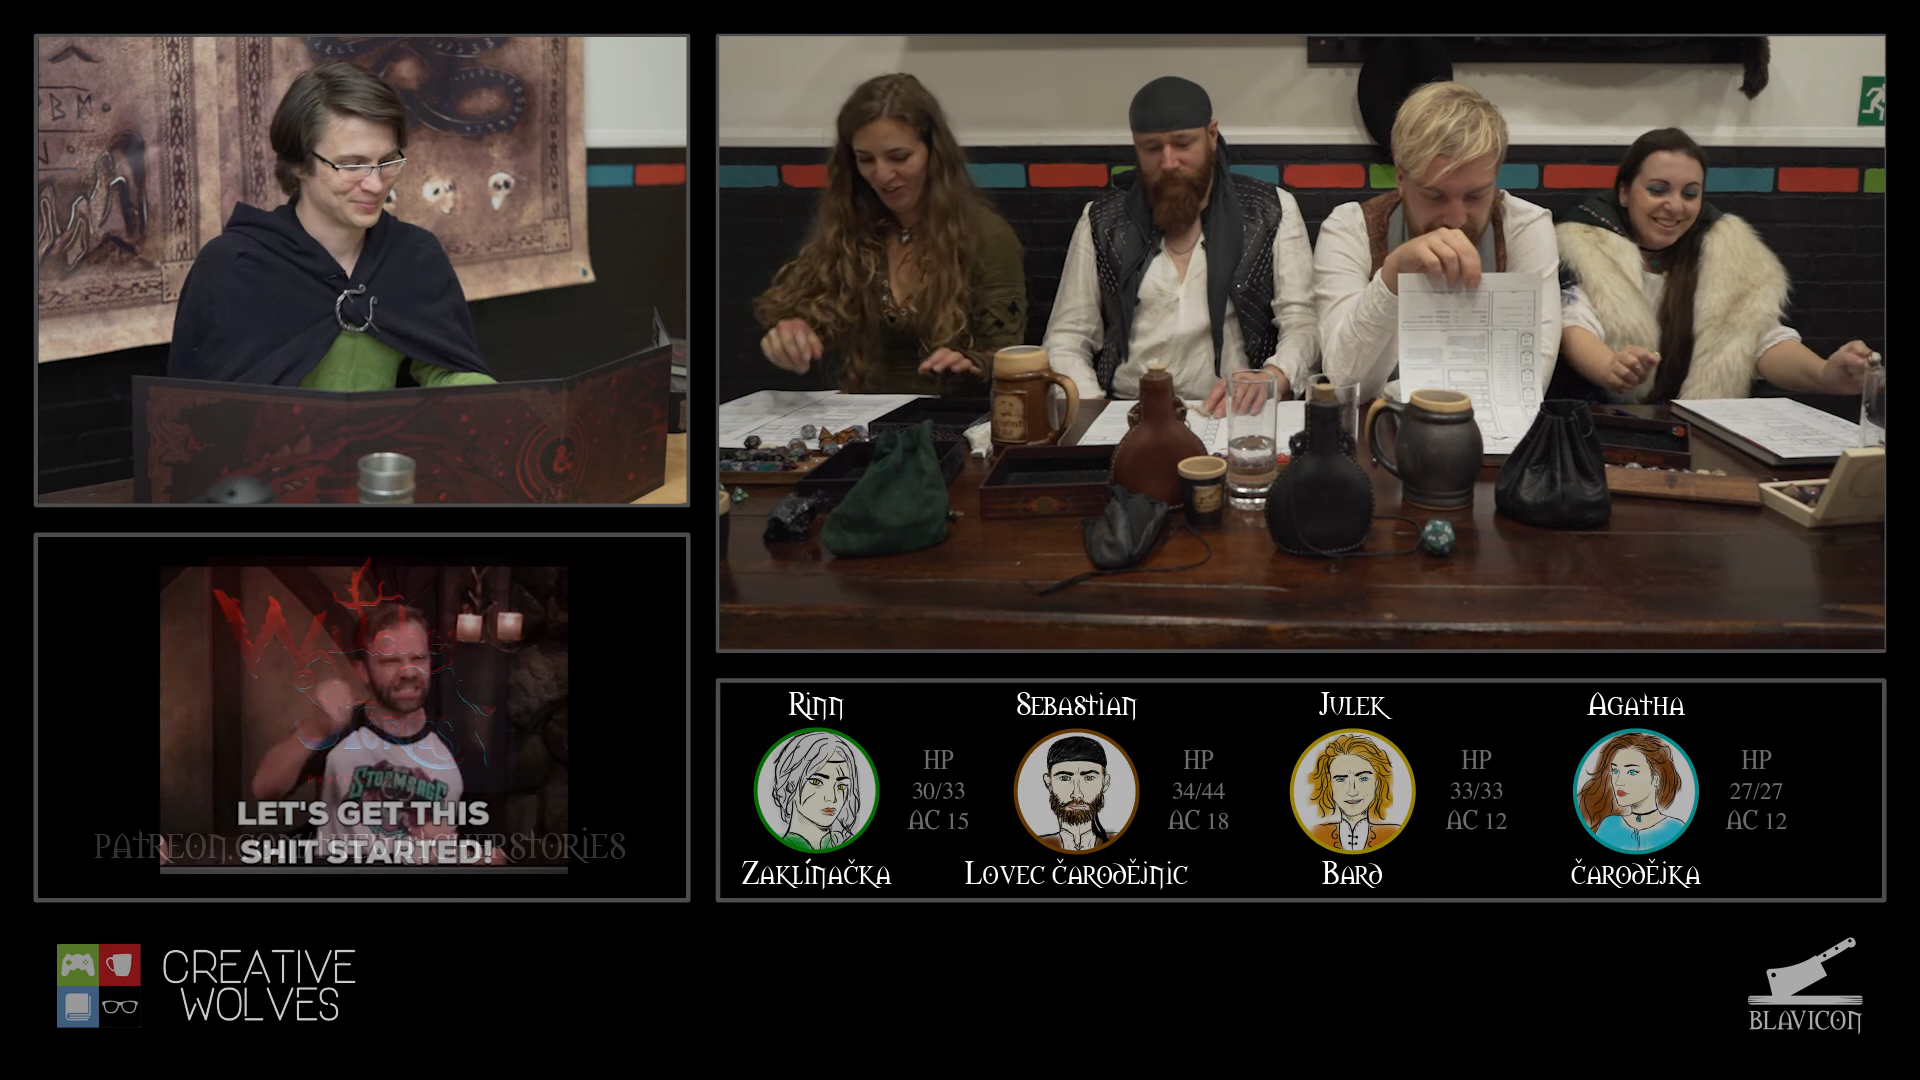 LET'S GET THIS
SHIT STARTED!
Rinn
HP
30/33
AC 15
Zaklínačka
Sebastian
HP
34/44
AC 18
Lovec čarodějnic
Julek
HP
33/33
AC 12
Bard
Agatha
HP
27/27
AC 12
Čarodějka
CREATIVE
WOLVES
BLAVICON